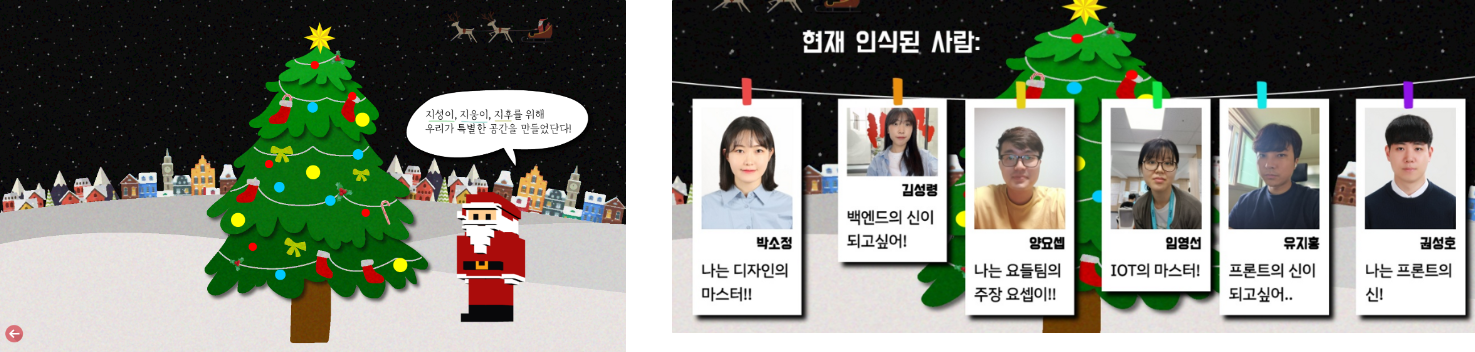 지성이, 지웅이, 지후를 위해
우리가 특별한 공간을 만들었단다!
현재 인식된 사람:
박소정
나는 디자인의
마스터!!
김성령
백엔드의 신이
되고싶어!
양요셉
나는 요들팀의
주장 요셉이!!
임영선
IOT의 마스터!
유지홍
프론트의 신이
되고싶어..
권성호
나는 프론트의
신!